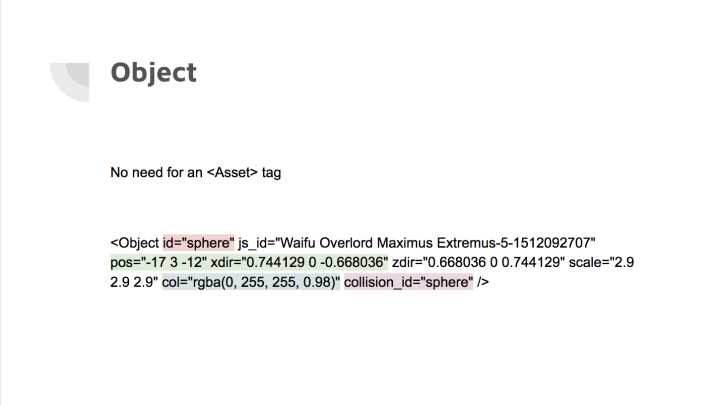 Object
No need for an <Asset> tag
<Object id="sphere" js_id="Waifu Overlord Maximus Extremus-5-1512092707"
pos="-17 3 -12" xdir="0.744129 0 -0.668036" zdir="0.668036 0 0.744129" scale="2.9
2.9 2.9" col="rgba(0, 255, 255, 0.98)" collision_id="sphere" />